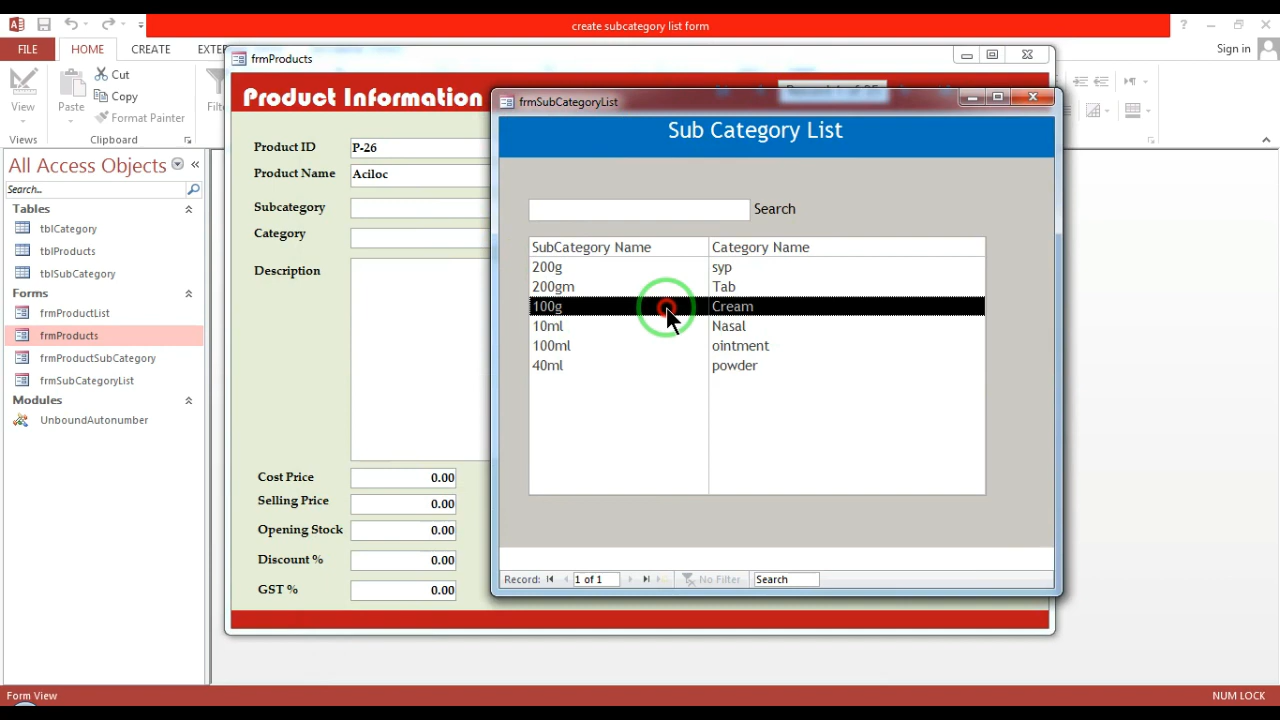 create subcategory list form
FILE HOME CREATE Sign in
View Paste Cut
Copy
Format Painter
Views Clipboard
All Access Objects
Search...
Tables
tblCategory
tblProducts
tblSubCategory
Forms
frmProductList
frmProducts
frmProductSubCategory
frmSubCategoryList
Modules
UnboundAutonumber
frmProducts
Product Information
Product ID P-26
Product Name Aciloc
Subcategory
Category
Description
Cost Price 0.00
Selling Price 0.00
Opening Stock 0.00
Discount % 0.00
GST % 0.00
frmSubCategoryList
Sub Category List
Search
SubCategory Name Category Name
200g syp
200gm Tab
100g Cream
10ml Nasal
100ml ointment
40ml powder
Record: 1 of 1 No Filter Search
Form View NUM LOCK